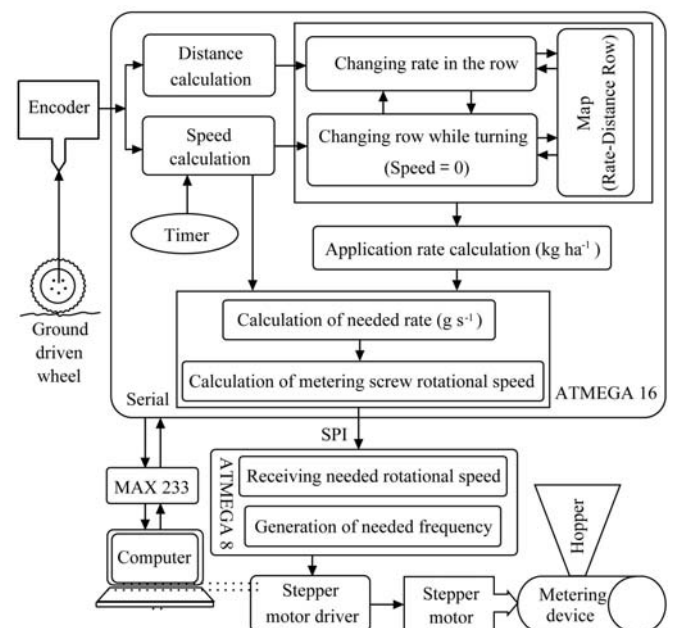 Distance
calculation
Changing rate in the row
Map
(Rate-Distance Row)
Encoder
Speed
calculation
Changing row while turning
(Speed = 0)
Timer
Application rate calculation (kg ha⁻¹)
Ground
driven
wheel
Calculation of needed rate (g s⁻¹)
Calculation of metering screw rotational speed
ATMEGA 16
Serial
SPI
MAX 233
ATMEGA 8
Receiving needed rotational speed
Generation of needed frequency
Hopper
Computer
Stepper
motor driver
Stepper
motor
Metering
device